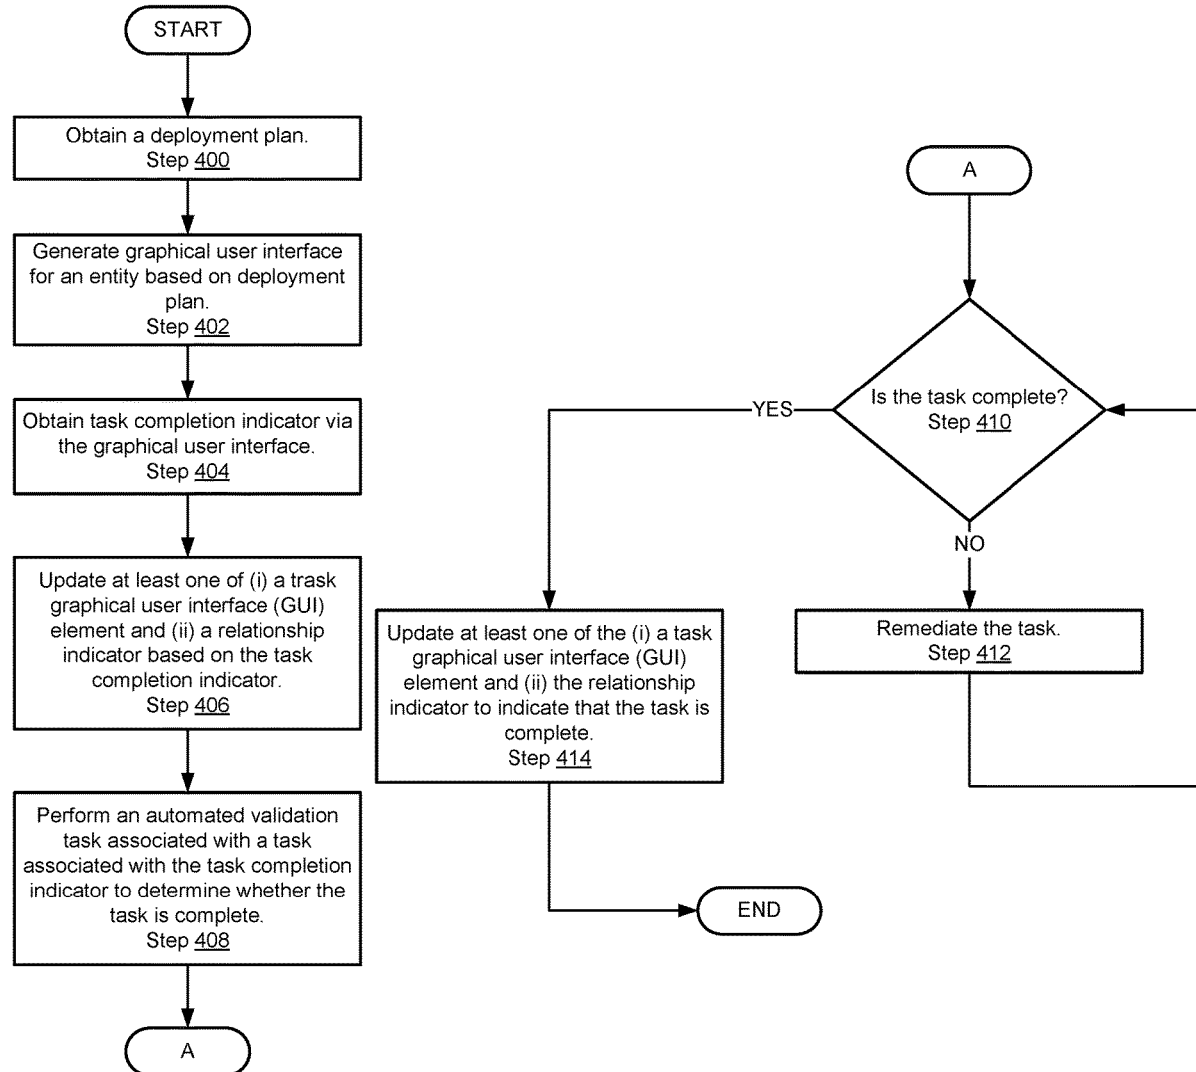 START
Obtain a deployment plan.
Step 400
Generate graphical user interface
for an entity based on deployment
plan.
Step 402
Obtain task completion indicator via
the graphical user interface.
Step 404
Update at least one of (i) a trask
graphical user interface (GUI)
element and (ii) a relationship
indicator based on the task
completion indicator.
Step 406
Perform an automated validation
task associated with a task
associated with the task completion
indicator to determine whether the
task is complete.
Step 408
A
A
Is the task complete?
Step 410
YES
NO
Remediate the task.
Step 412
Update at least one of the (i) a task
graphical user interface (GUI)
element and (ii) the relationship
indicator to indicate that the task is
complete.
Step 414
END